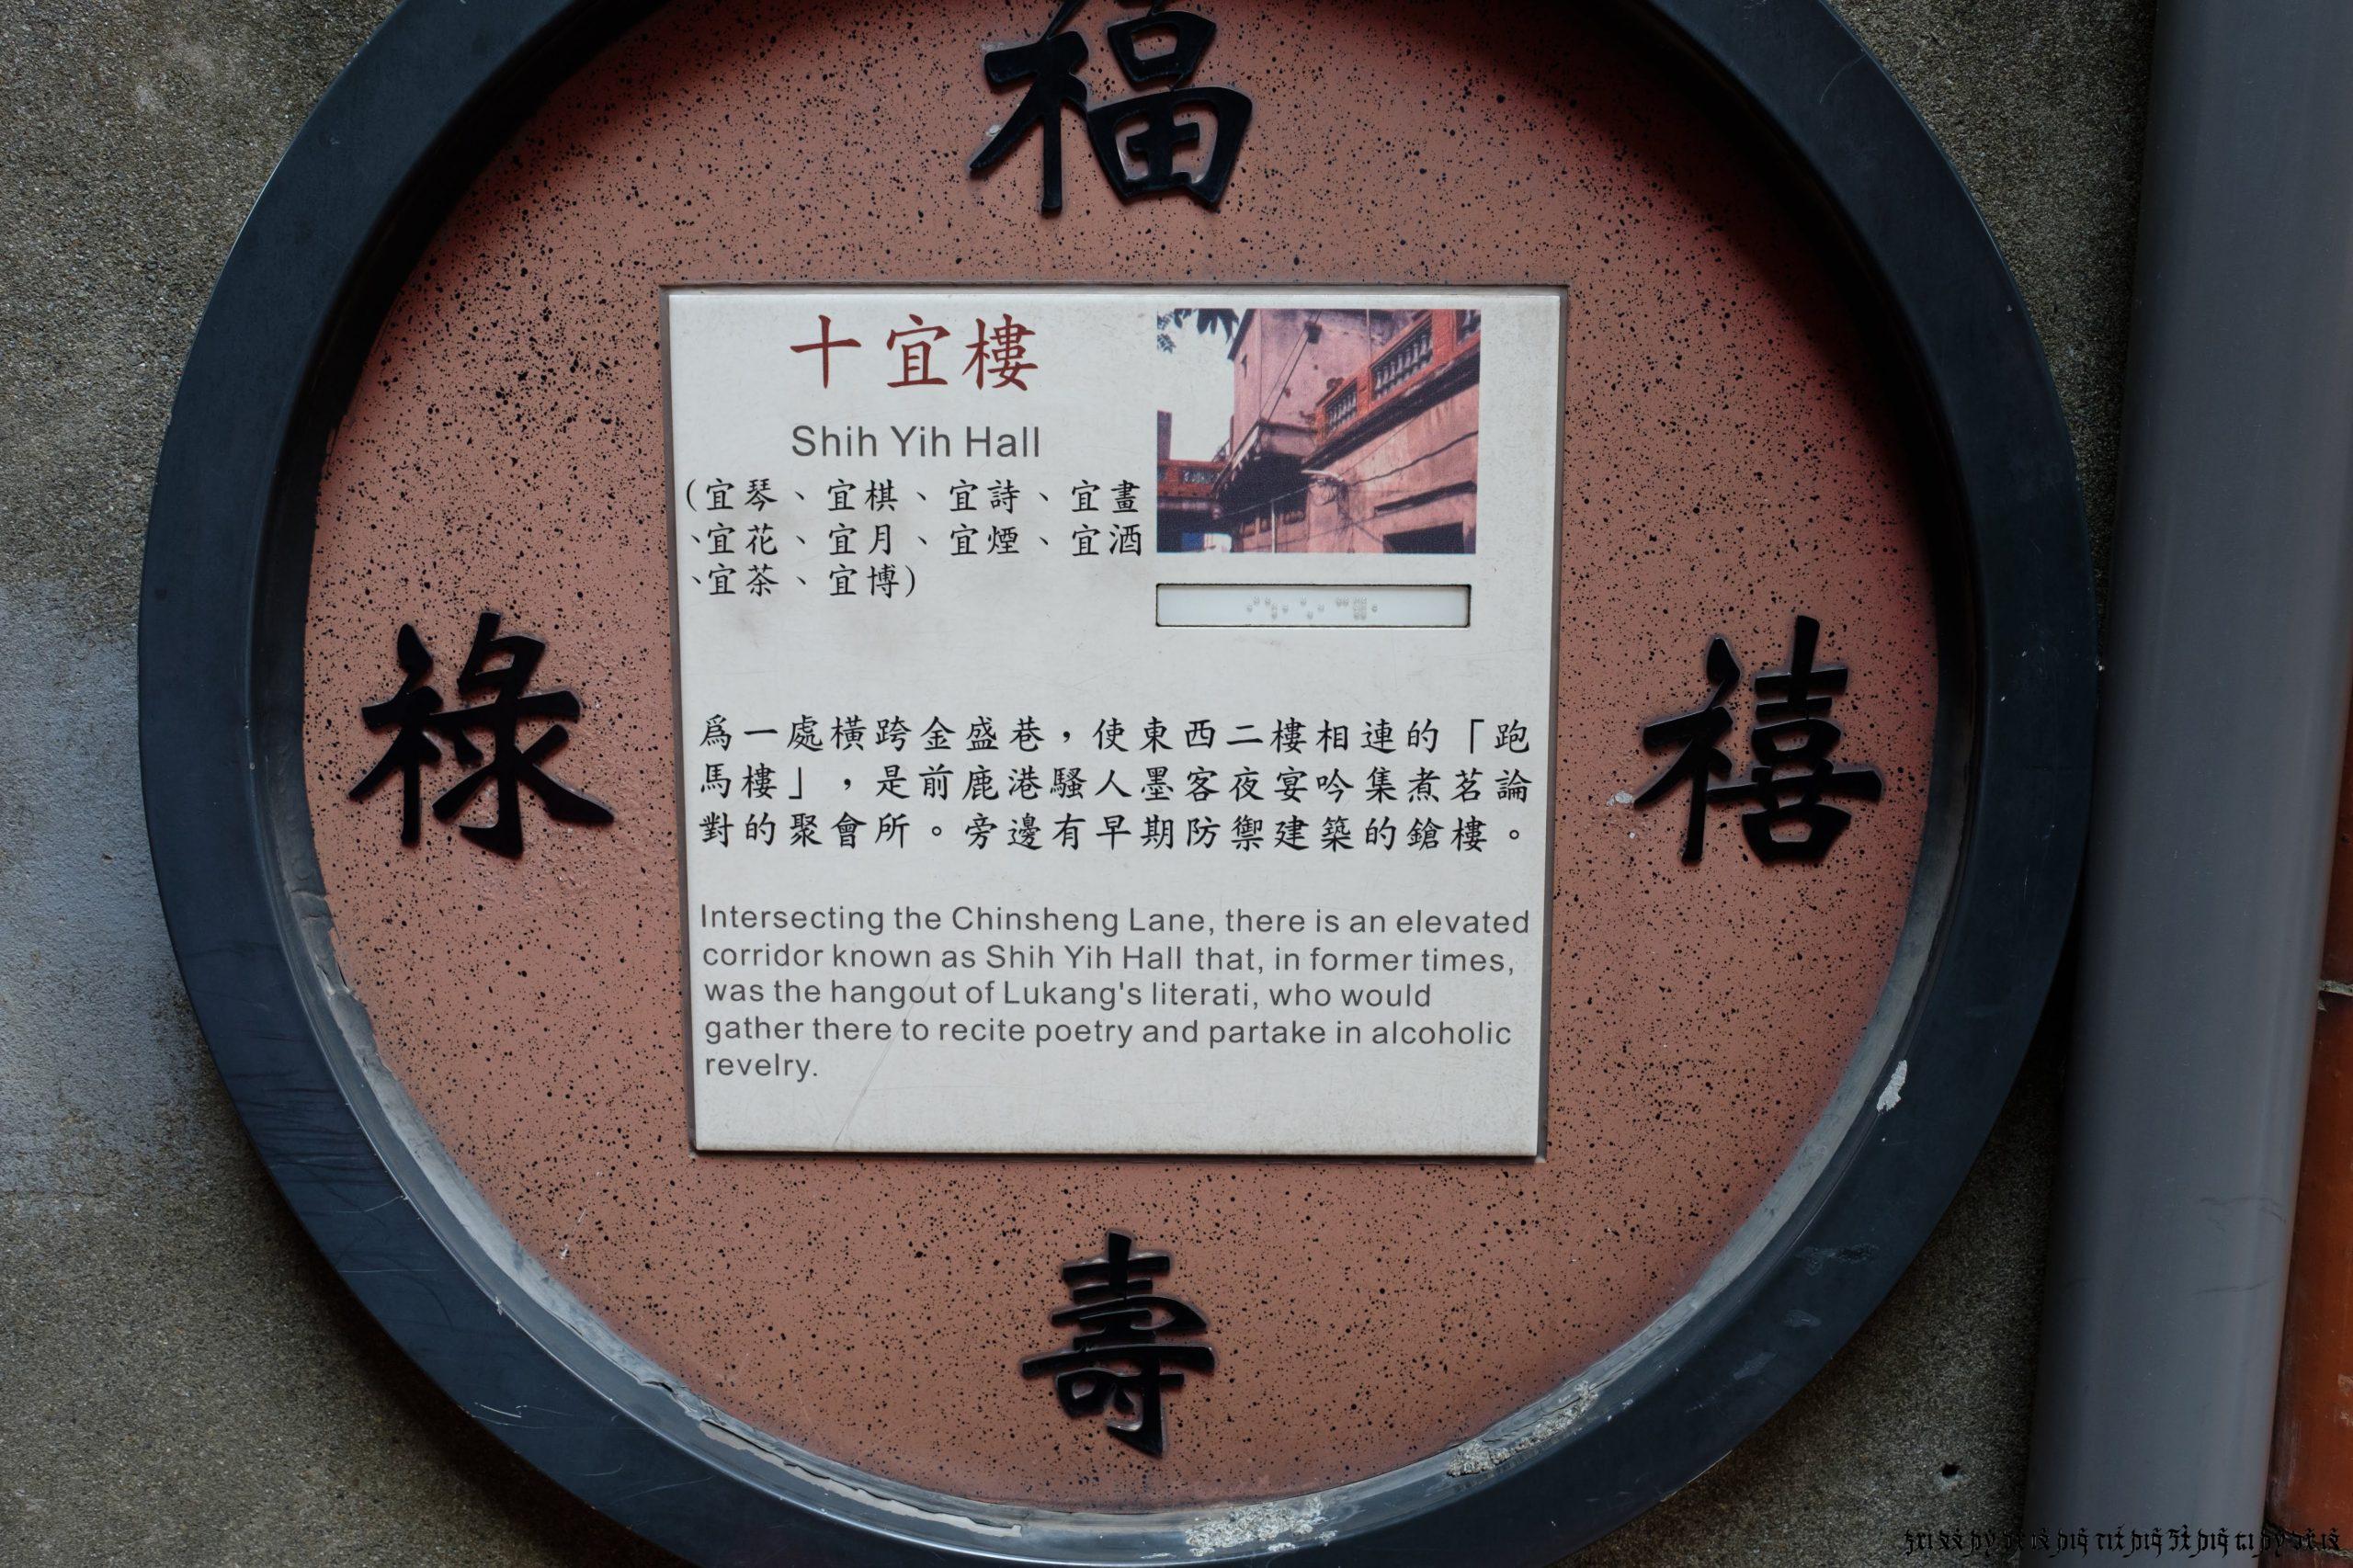 福
十宜樓
Shih Yih Hall
(宜琴、宜棋、宜詩、宜畫
、宜花、宜月、宜煙、宜酒
、宜茶、宜博)
祿
禧
爲一處橫跨金盛巷,使東西二樓相連的「跑
馬樓」,是前鹿港騷人墨客夜宴吟集煮茗論
對的聚會所。旁邊有早期防禦建築的鎗樓。
Intersecting the Chinsheng Lane, there is an elevated
corridor known as Shih Yih Hall that, in former times,
was the hangout of Lukang's literati, who would
gather there to recite poetry and partake in alcoholic
revelry.
壽